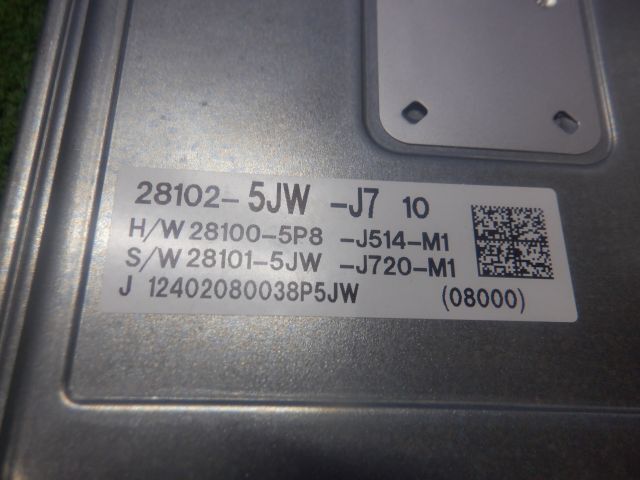 28102-5JW -J7 10
H/W 28100-5P8 -J514-M1
S/W 28101-5JW -J720-M1
J 12402080038P5JW (08000)